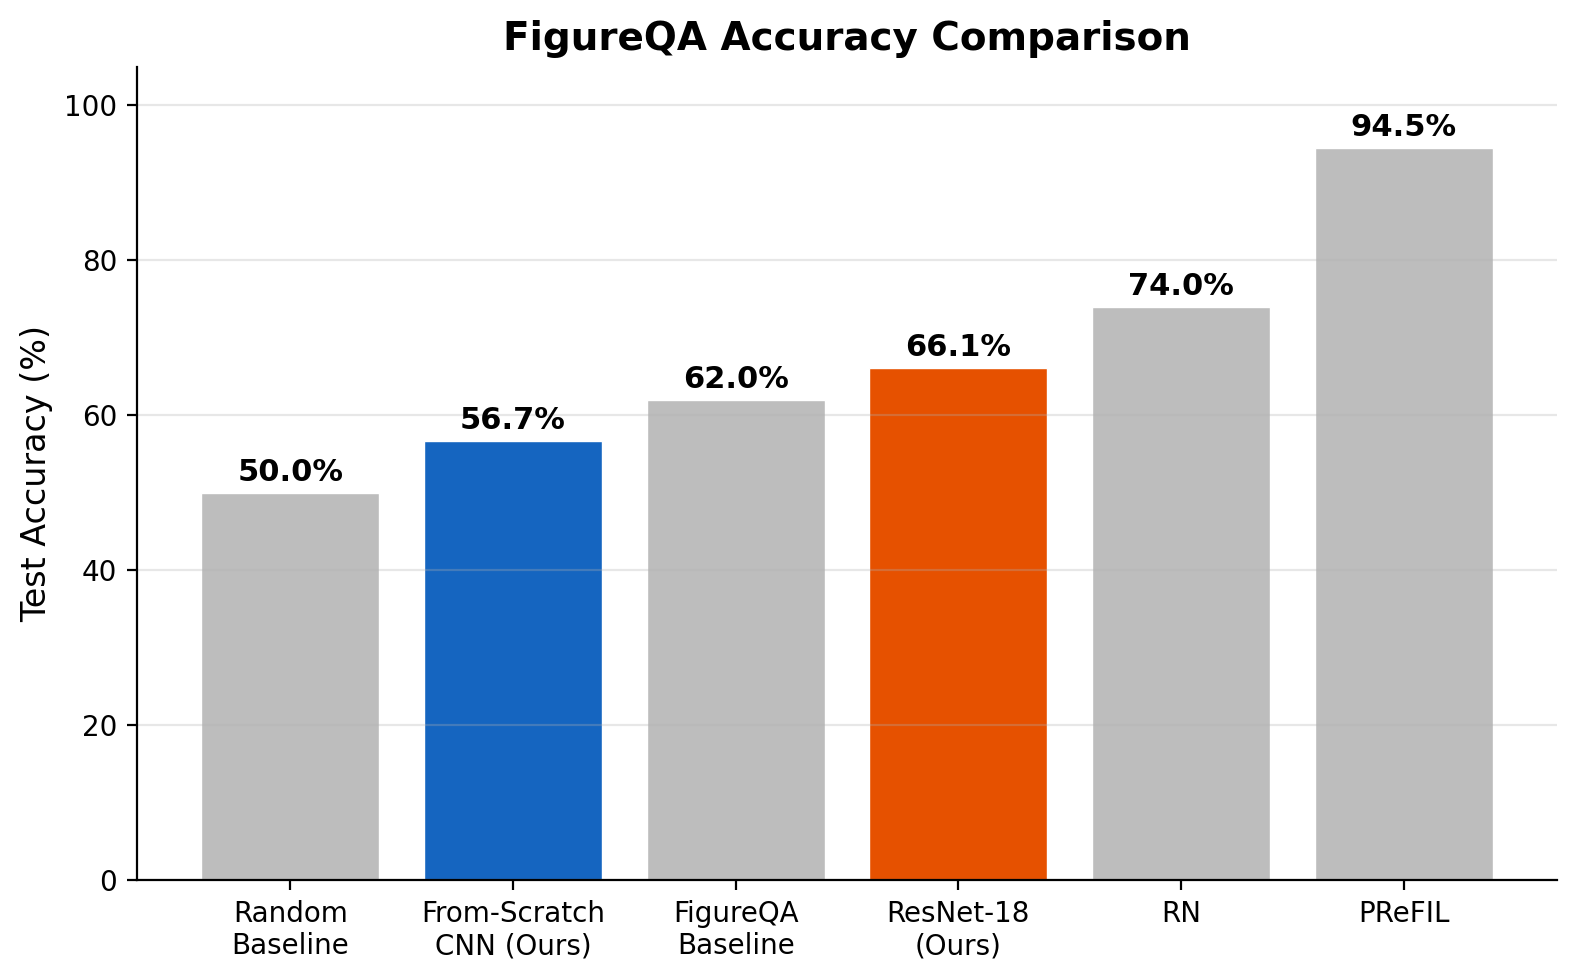 FigureQA Accuracy Comparison
Test Accuracy (%)
100
80
60
40
20
0
50.0%
56.7%
62.0%
66.1%
74.0%
94.5%
Random
Baseline
From-Scratch
CNN (Ours)
FigureQA
Baseline
ResNet-18
(Ours)
RN
PReFIL